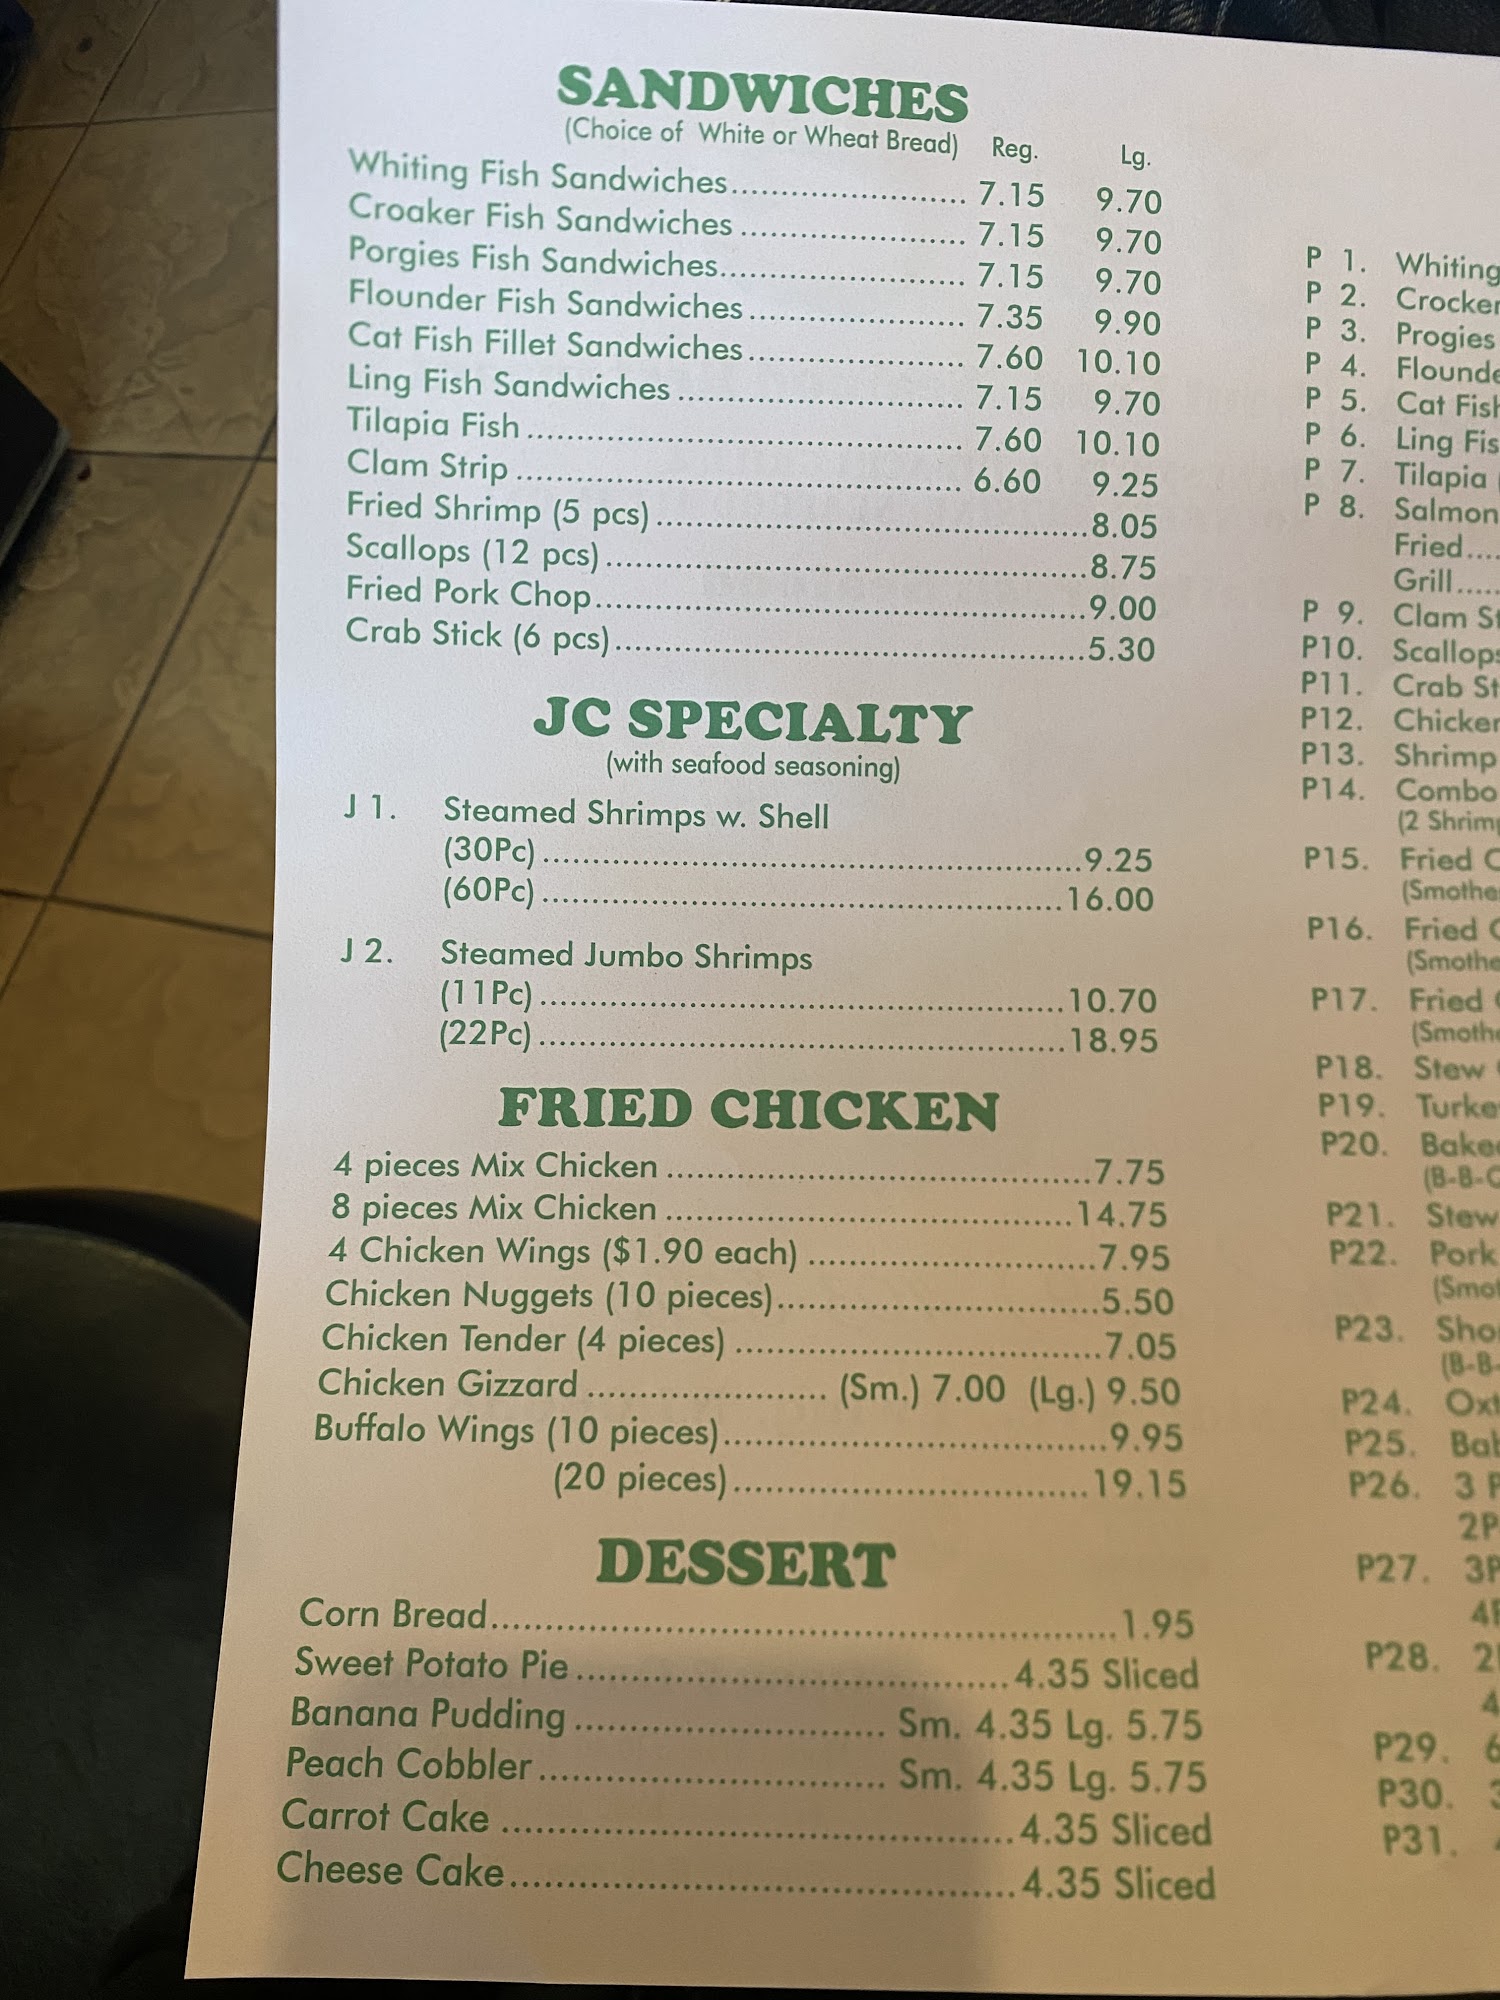 SANDWICHES
(Choice of White or Wheat Bread) Reg. Lg.
Whiting Fish Sandwiches........................ 7.15 9.70
Croaker Fish Sandwiches ....................... 7.15 9.70
Porgies Fish Sandwiches......................... 7.15 9.70
Flounder Fish Sandwiches...................... 7.35 9.90
Cat Fish Fillet Sandwiches...................... 7.60 10.10
Ling Fish Sandwiches ............................. 7.15 9.70
Tilapia Fish ............................................ 7.60 10.10
Clam Strip ............................................. 6.60 9.25
Fried Shrimp (5 pcs)............................................8.05
Scallops (12 pcs).................................................8.75
Fried Pork Chop..................................................9.00
Crab Stick (6 pcs)................................................5.30
JC SPECIALTY
(with seafood seasoning)
J 1. Steamed Shrimps w. Shell
(30Pc) .......................................................9.25
(60Pc) .....................................................16.00
J 2. Steamed Jumbo Shrimps
(11Pc) .....................................................10.70
(22Pc) .....................................................18.95
FRIED CHICKEN
4 pieces Mix Chicken ...........................................7.75
8 pieces Mix Chicken .........................................14.75
4 Chicken Wings ($1.90 each) .............................7.95
Chicken Nuggets (10 pieces)................................5.50
Chicken Tender (4 pieces) ....................................7.05
Chicken Gizzard ........................ (Sm.) 7.00 (Lg.) 9.50
Buffalo Wings (10 pieces)......................................9.95
(20 pieces)...................................19.15
DESSERT
Corn Bread..............................................................1.95
Sweet Potato Pie..........................................4.35 Sliced
Banana Pudding ............................... Sm. 4.35 Lg. 5.75
Peach Cobbler................................... Sm. 4.35 Lg. 5.75
Carrot Cake ..................................................4.35 Sliced
Cheese Cake..................................................4.35 Sliced
P 1. Whiting
P 2. Crocker
P 3. Progies
P 4.
P 5. Cat
P 6. Ling
P 7. Tilapia
P 8. Salmon
Fried....
Grill.....
P 9. Clam
P10. Scallops
P11. Crab
P12. Chicken
P13. Shrimp
P14. Combo
(2
P15. Fried
P16. Fried
P17. Fried
P18. Stew
P19.
P20.
P21. Stew
P22. Pork
P23.
P24.
P25.
P26. 3
P27.
P28.
P29.
P30.
P31.